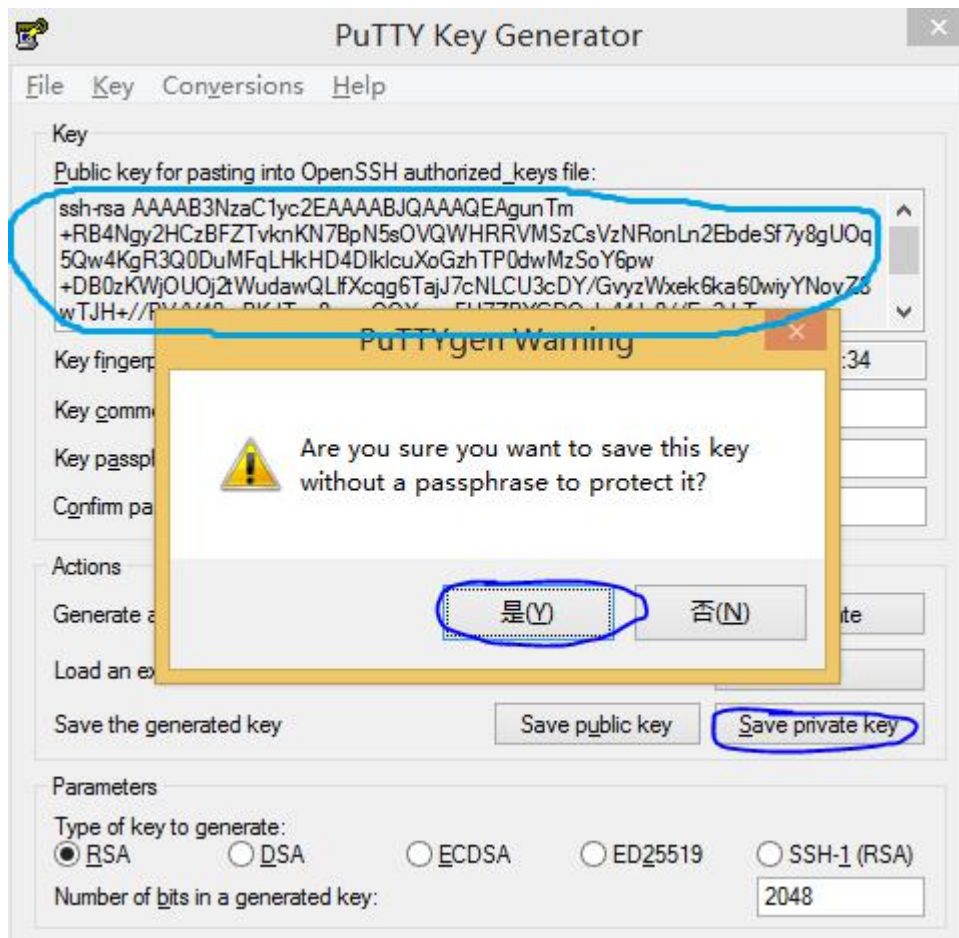 PuTTY Key Generator
File Key Conversions Help
Key
Public key for pasting into OpenSSH authorized_keys file:
ssh-rsa AAAAB3NzaC1yc2EAAAABJQAAAQEAgunTm
+RB4Ngy2HCzBFZTvknKN7BpN5sOVQWHRRVMSzCsVzNRonLn2EbdeSf7y8gUOq
5Qw4KgR3Q0DuMFqLHkHD4DIklcuXoGzhTP0dwMzSoY6pw
+DB0zKWjOUOj2tWudawQLlfXcqg6TajJ7cNLCU3cDY/GvyzWxek6ka60wiyYNovZ8
PuTTYgen Warning
Key fingerp :34
Key comme
Key passph
Confirm pa
Are you sure you want to save this key
without a passphrase to protect it?
是(Y) 否(N)
Actions
Generate a te
Load an ex
Save the generated key Save public key Save private key
Parameters
Type of key to generate:
RSA DSA ECDSA ED25519 SSH-1 (RSA)
Number of bits in a generated key: 2048